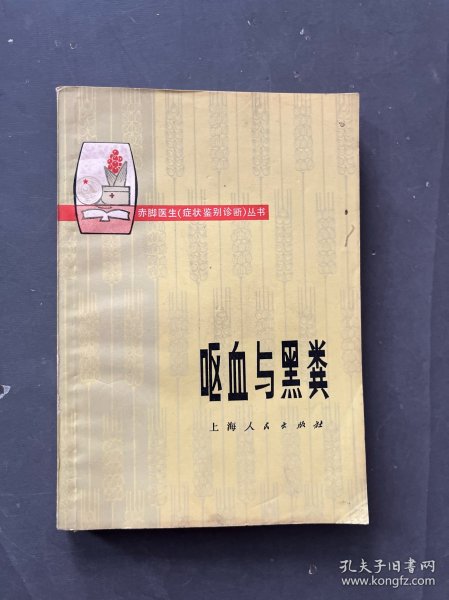 赤脚医生(症状鉴别诊断)丛书
呕血与黑粪
上海人民出版社
孔夫子旧书网
www.kongfz.com